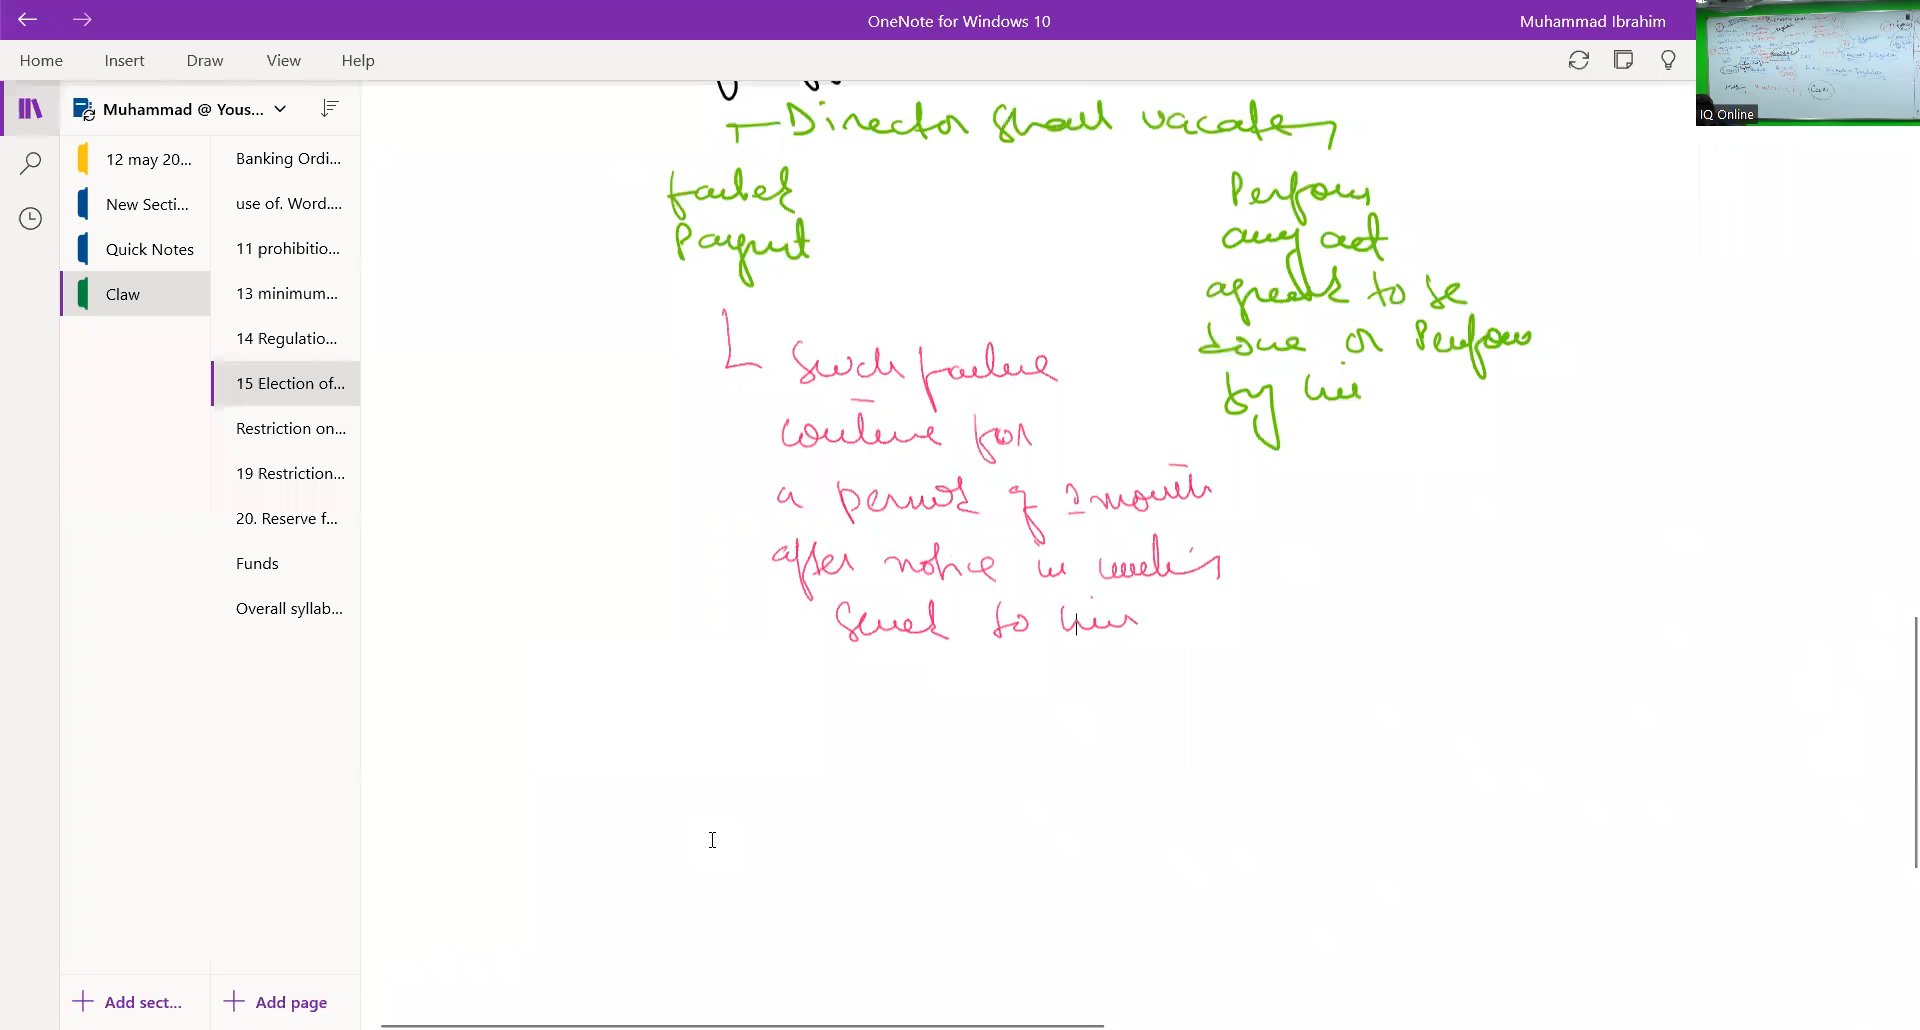 OneNote for Windows 10
Muhammad Ibrahim
Home Insert Draw View Help
IQ Online
Muhammad @ Yous...
12 may 20...
New Secti...
Quick Notes
Claw
Banking Ordi...
use of. Word....
11 prohibitio...
13 minimum...
14 Regulatio...
15 Election of...
Restriction on...
19 Restriction...
20. Reserve f...
Funds
Overall syllab...
Add sect...
Add page
Director shall vacate
failed
Payment
Perform
any act
agreed to be
done or Perform
by him
Such failure
continue for
a period of 2 month
after notice in writing
served to him